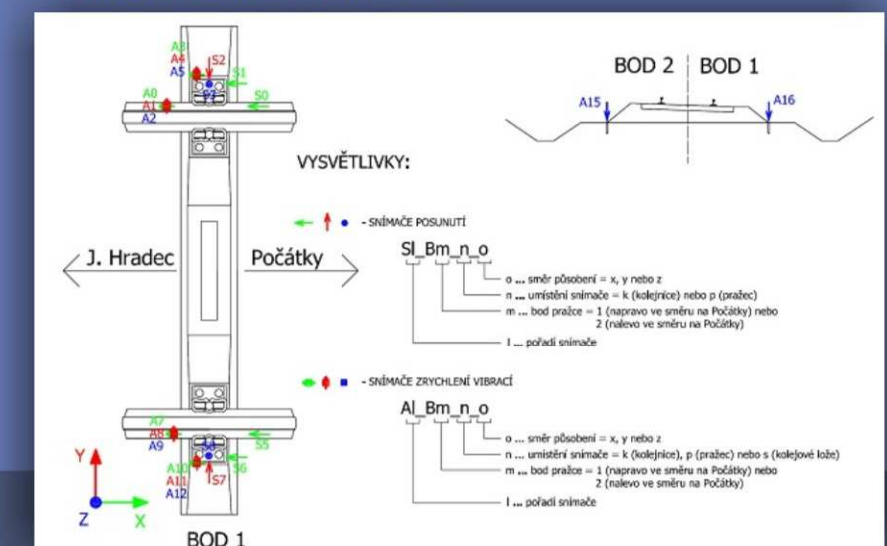 A3
A4
A5
S2
S1
A0
A1
A2
S0
BOD 2
BOD 1
A15
A16
VYSVĚTLIVKY:
J. Hradec
Počátky
- SNÍMAČE POSUNUTÍ
Sl_Bm_n_o
o ... směr působení = x, y nebo z
n ... umístění snímače = k (kolejnice) nebo p (pražec)
m ... bod pražce = 1 (napravo ve směru na Počátky) nebo
2 (nalevo ve směru na Počátky)
l ... pořadí snímače
- SNÍMAČE ZRYCHLENÍ VIBRACÍ
Al_Bm_n_o
o ... směr působení = x, y nebo z
n ... umístění snímače = k (kolejnice), p (pražec) nebo s (kolejové lože)
m ... bod pražce = 1 (napravo ve směru na Počátky) nebo
2 (nalevo ve směru na Počátky)
l ... pořadí snímače
A7
A8
A9
S5
A10
A11
A12
S6
S7
Y
Z
X
BOD 1